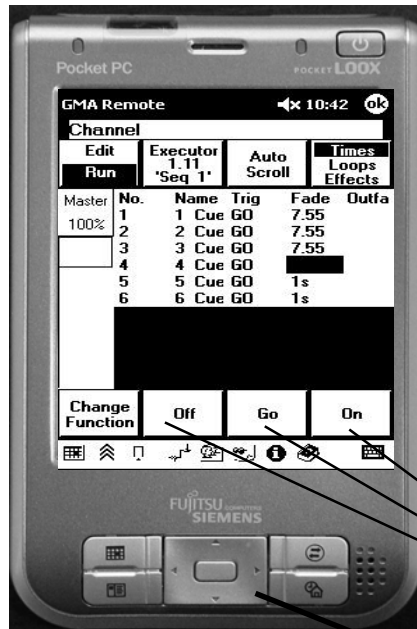 Pocket PC
POCKET LOOX
GMA Remote 10:42 ok
Channel
Edit
Run
Executor
1.11
'Seq 1'
Auto
Scroll
Times
Loops
Effects
Master
100%
No. Name Trig Fade Outfa
1 1 Cue GO 7.55
2 2 Cue GO 7.55
3 3 Cue GO 7.55
4 4 Cue GO
5 5 Cue GO 1s
6 6 Cue GO 1s
Change
Function
Off
Go
On
FUJITSU COMPUTERS
SIEMENS